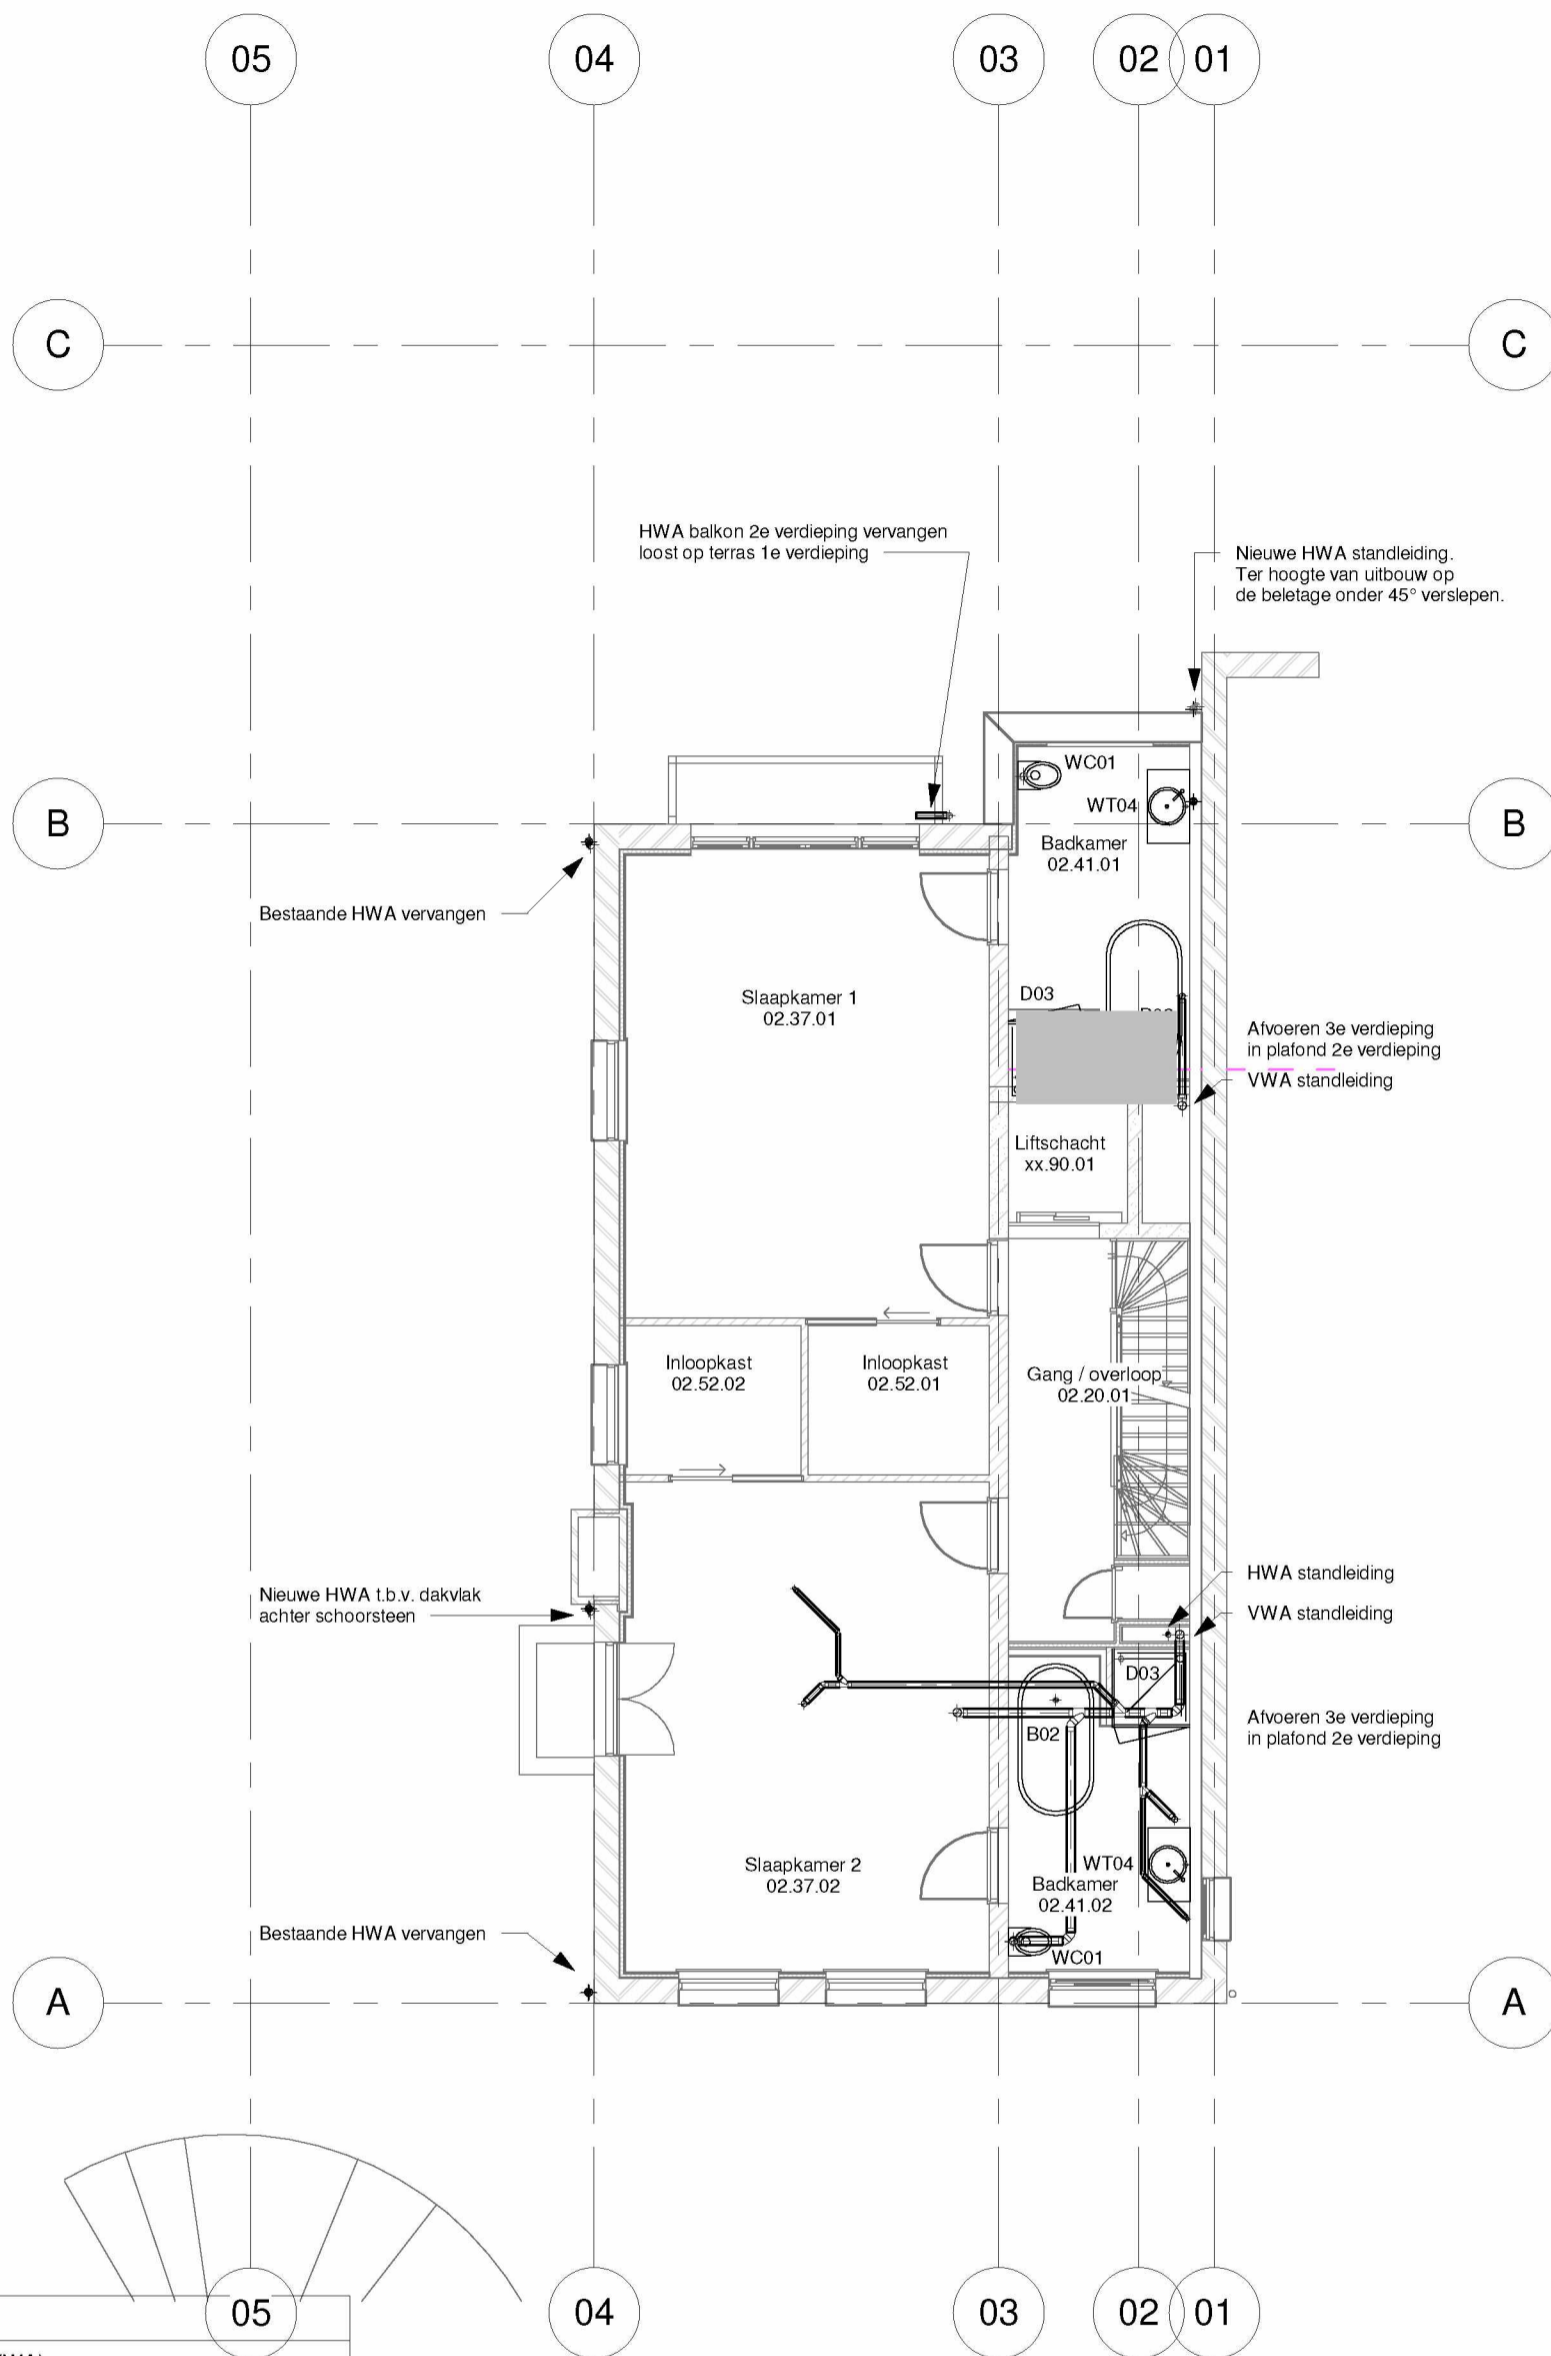 05
04
03
02
01
C
C
HWA balkon 2e verdieping vervangen
loost op terras 1e verdieping
Nieuwe HWA standleiding.
Ter hoogte van uitbouw op
de beletage onder 45° verslepen.
WC01
WT04
B
B
Badkamer
02.41.01
Bestaande HWA vervangen
Slaapkamer 1
02.37.01
D03
Afvoeren 3e verdieping
in plafond 2e verdieping
VWA standleiding
Liftschacht
xx.90.01
Inloopkast
02.52.02
Inloopkast
02.52.01
Gang / overloop
02.20.01
Nieuwe HWA t.b.v. dakvlak
achter schoorsteen
HWA standleiding
VWA standleiding
D03
B02
Afvoeren 3e verdieping
in plafond 2e verdieping
Slaapkamer 2
02.37.02
WT04
Badkamer
02.41.02
Bestaande HWA vervangen
WC01
A
A
05
04
03
02
01